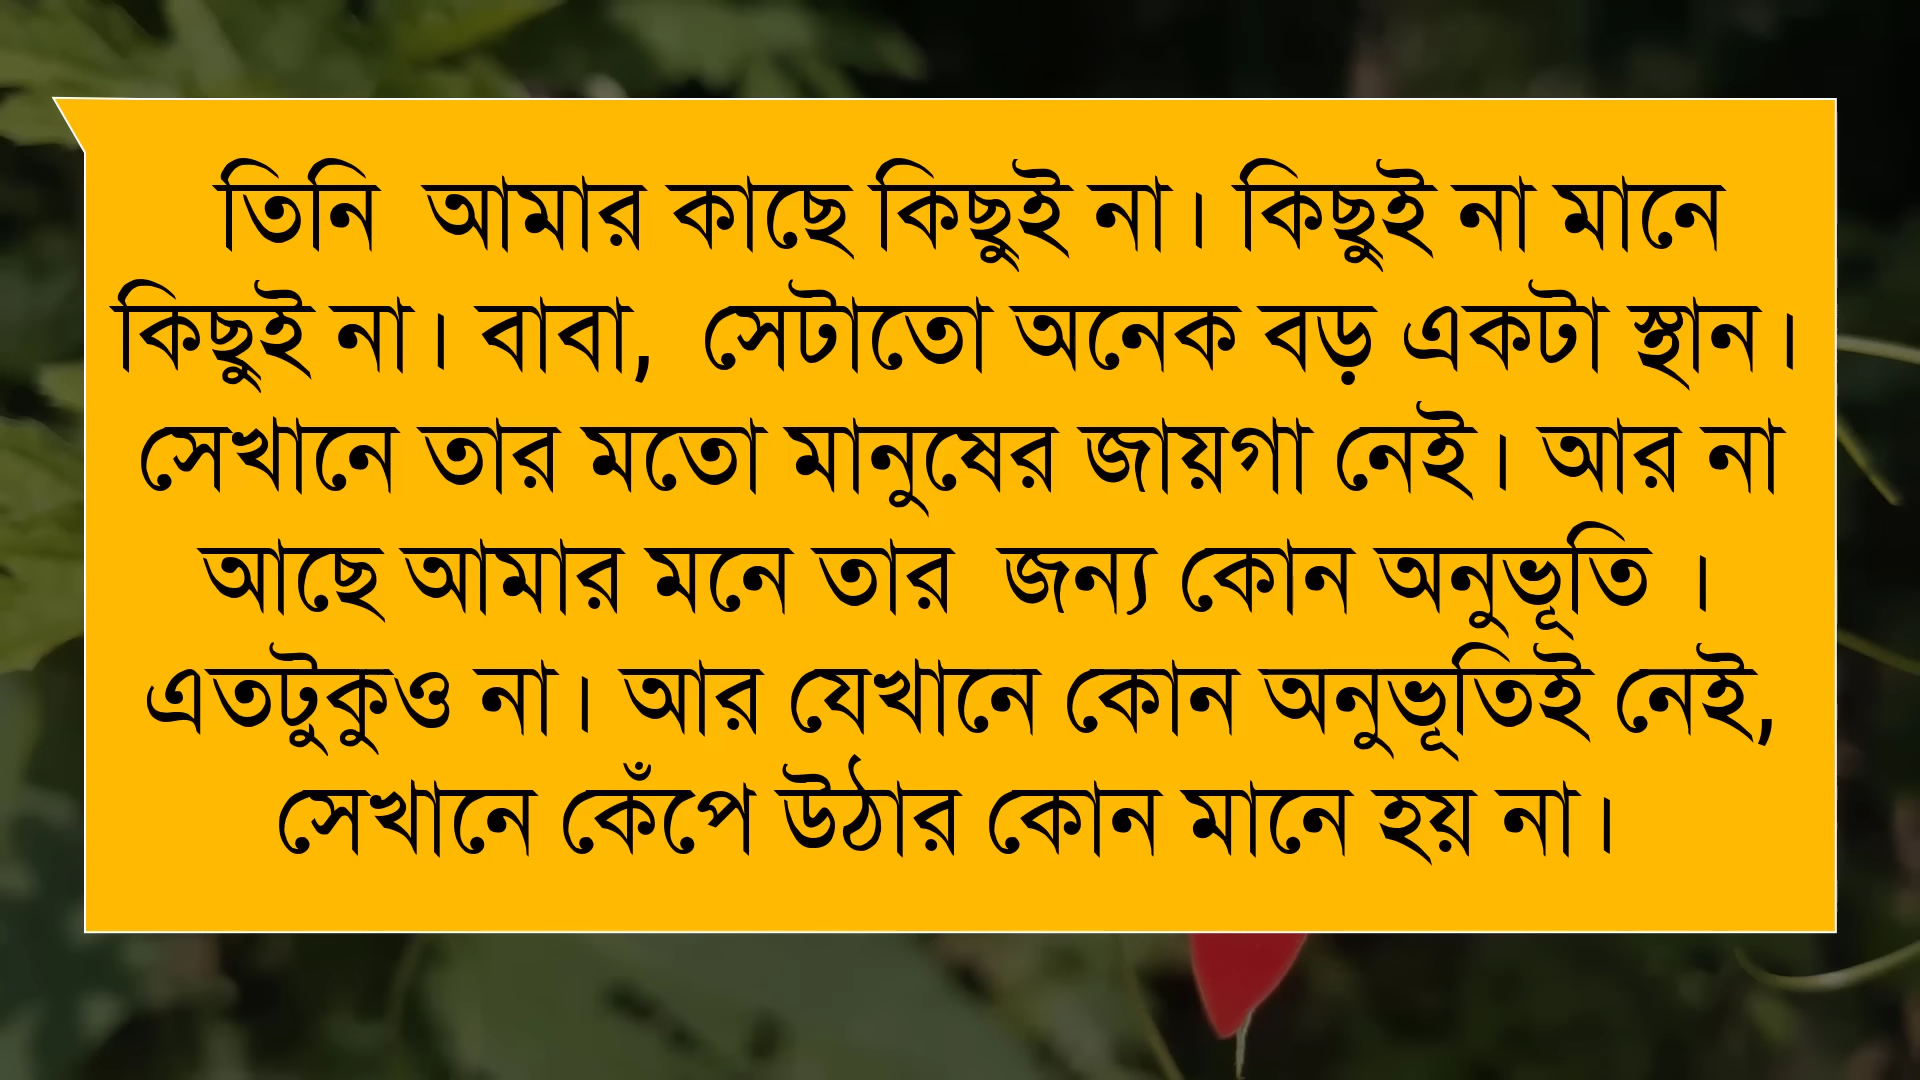 তিনি  আমার কাছে কিছুই না। কিছুই না মানে
কিছুই না। বাবা,  সেটাতো অনেক বড় একটা স্থান।
সেখানে তার মতো মানুষের জায়গা নেই। আর না
আছে আমার মনে তার  জন্য কোন অনুভূতি ।
এতটুকুও না। আর যেখানে কোন অনুভূতিই নেই,
সেখানে কেঁপে উঠার কোন মানে হয় না।